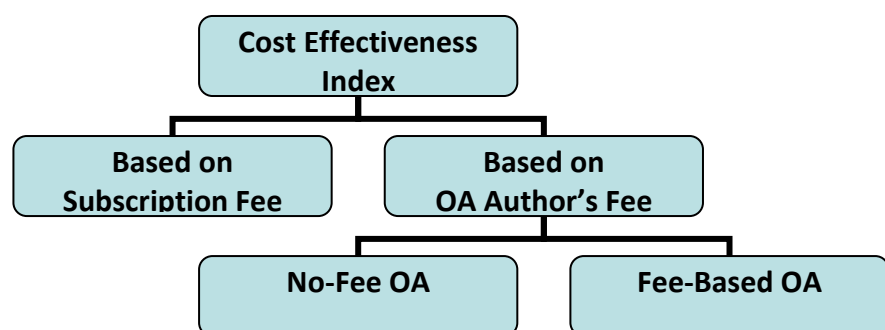 Cost Effectiveness
Index
Based on
Subscription Fee
Based on
OA Author’s Fee
No-Fee OA
Fee-Based OA